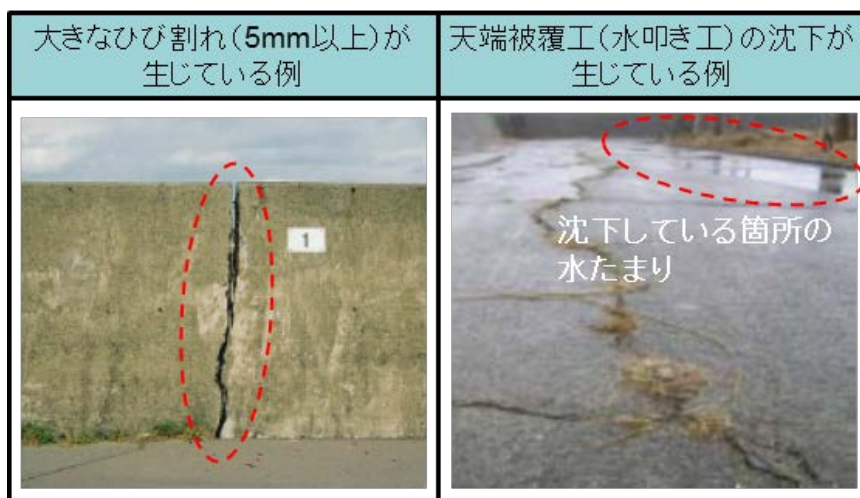 大きなひび割れ（5mm以上）が
生じている例
天端被覆工（水叩き工）の沈下が
生じている例
1
沈下している箇所の
水たまり